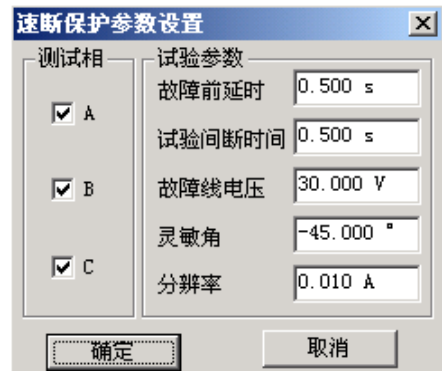 速断保护参数设置
测试相
A
B
C
试验参数
故障前延时 0.500 s
试验间断时间 0.500 s
故障线电压 30.000 V
灵敏角 -45.000 °
分辨率 0.010 A
确定 取消